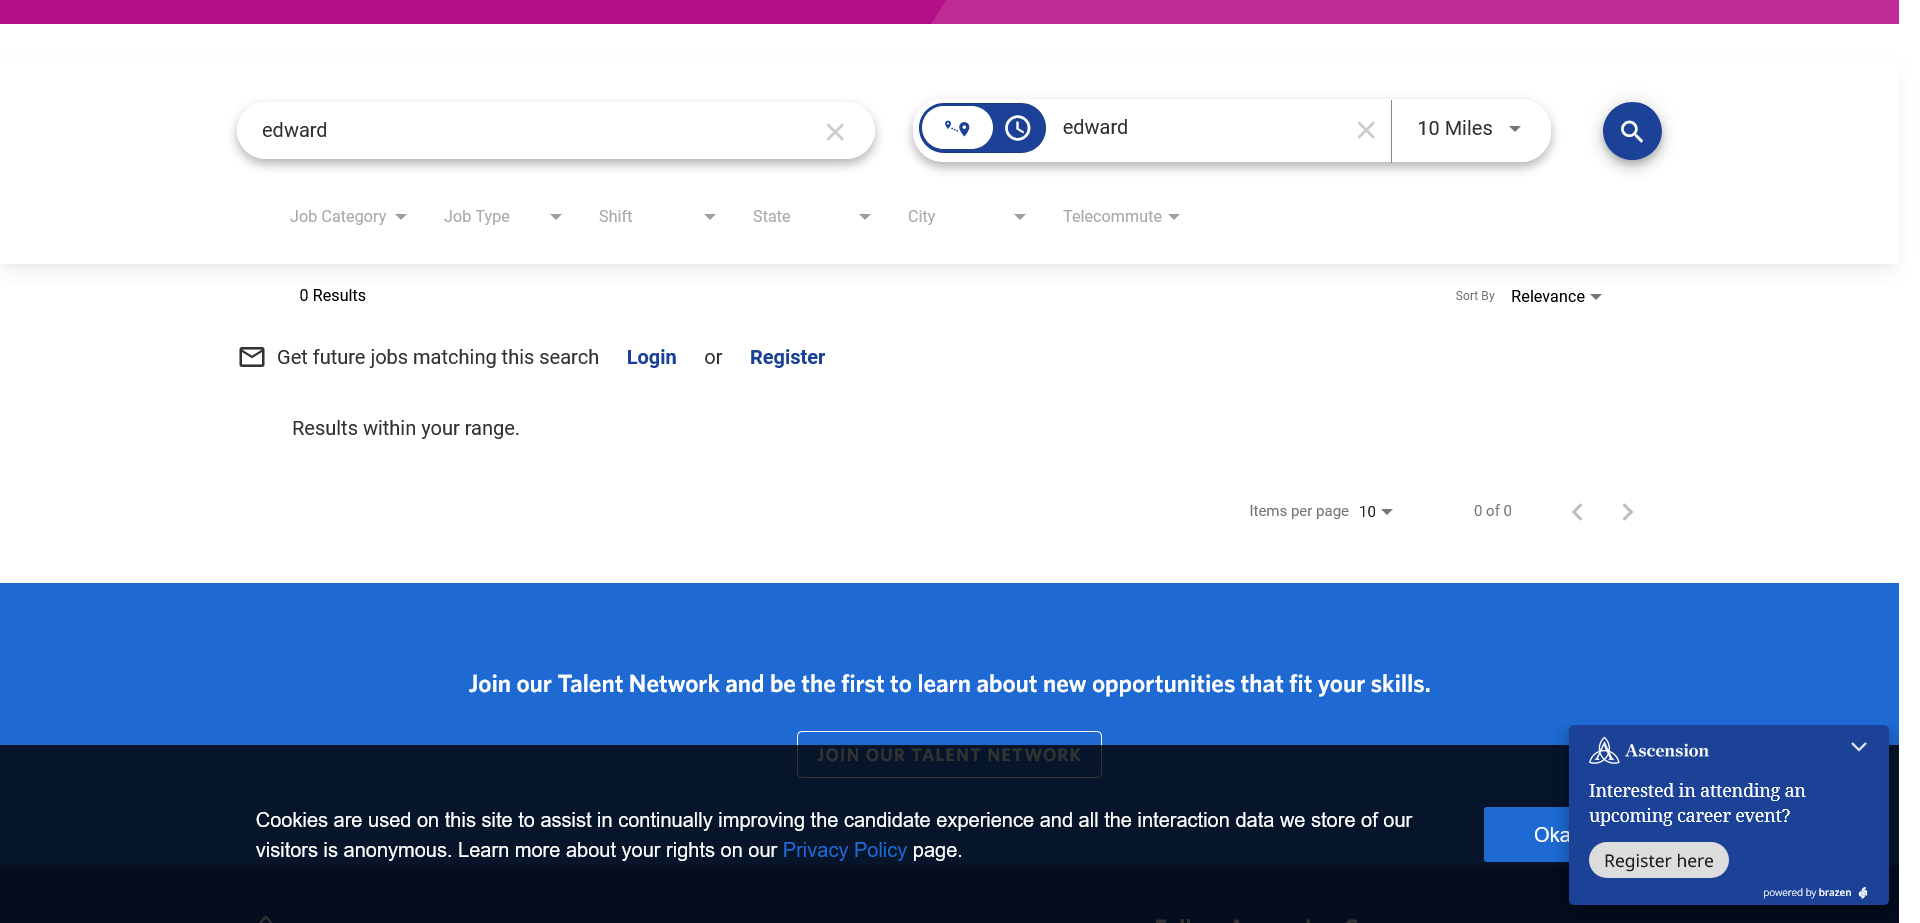 edward
edward
10 Miles
Job Category
Job Type
Shift
State
City
Telecommute
0 Results
Sort By
Relevance
Get future jobs matching this search
Login
or
Register
Results within your range.
Items per page
10
0 of 0
Join our Talent Network and be the first to learn about new opportunities that fit your skills.
JOIN OUR TALENT NETWORK
Cookies are used on this site to assist in continually improving the candidate experience and all the interaction data we store of our
visitors is anonymous. Learn more about your rights on our Privacy Policy page.
Oka
Ascension
Interested in attending an
upcoming career event?
Register here
powered by brazen